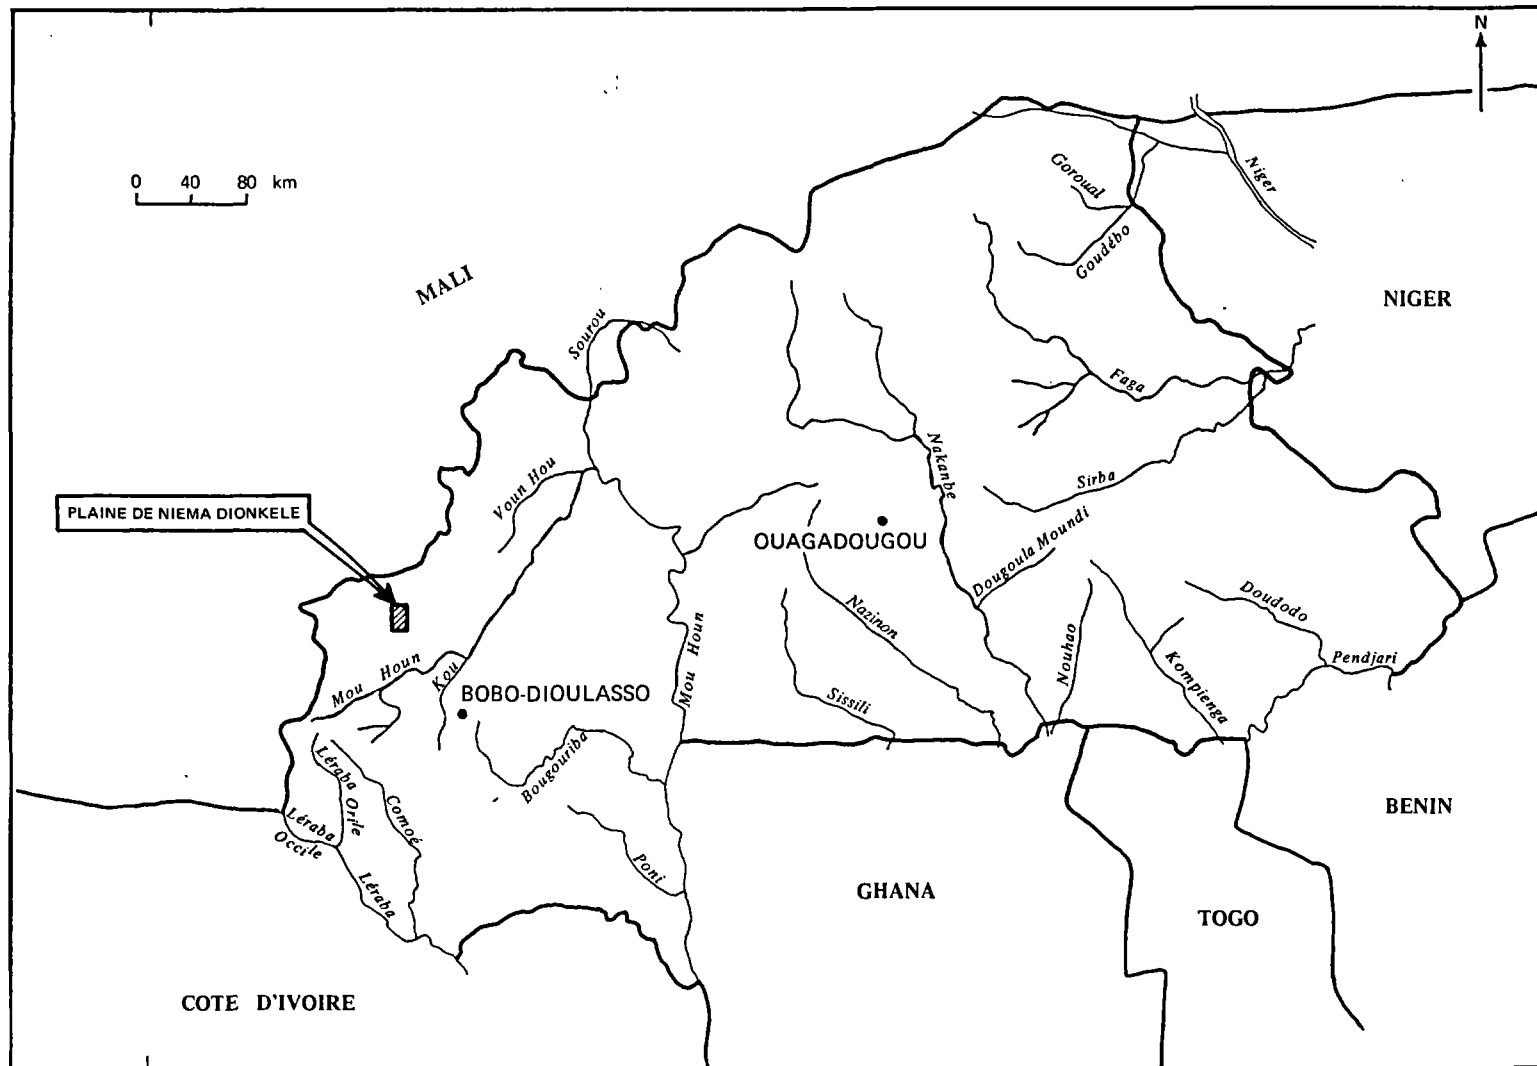 N
0 40 80 km
MALI
NIGER
Niger
Goroual
Goudébo
Sourou
Faga
Voun Hou
Nakanbe
Sirba
PLAINE DE NIEMA DIONKELE
OUAGADOUGOU
Dougoula Moundi
Nazinon
Doudodo
Mou Houn
Mou Houn
Kou
Nouhao
Kompienga
Pendjari
BOBO-DIOULASSO
Sissili
Bougouriba
Léraba Orile
Comoé
Léraba
Occile
Léraba
Poni
BENIN
GHANA
TOGO
COTE D'IVOIRE